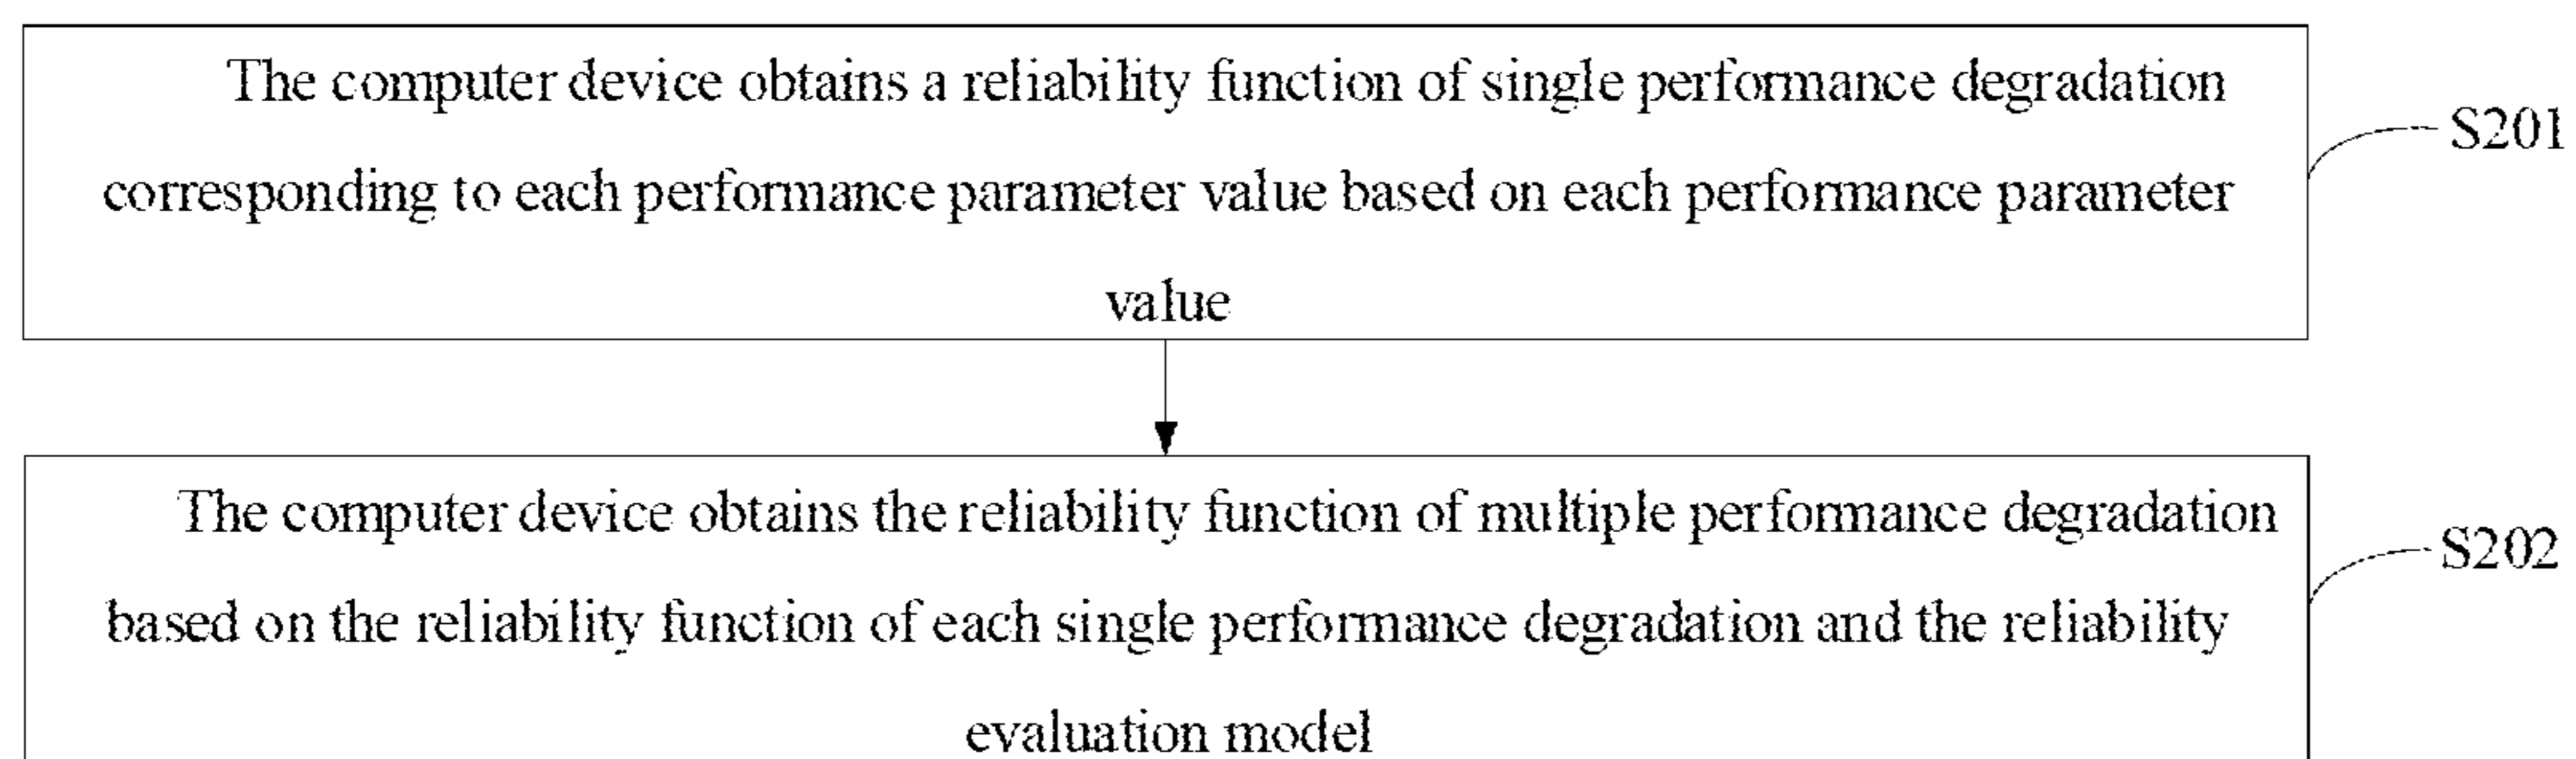 The computer device obtains a reliability function of single performance degradation
corresponding to each performance parameter value based on each performance parameter
value
S201
The computer device obtains the reliability function of multiple performance degradation
based on the reliability function of each single performance degradation and the reliability
evaluation model
S202